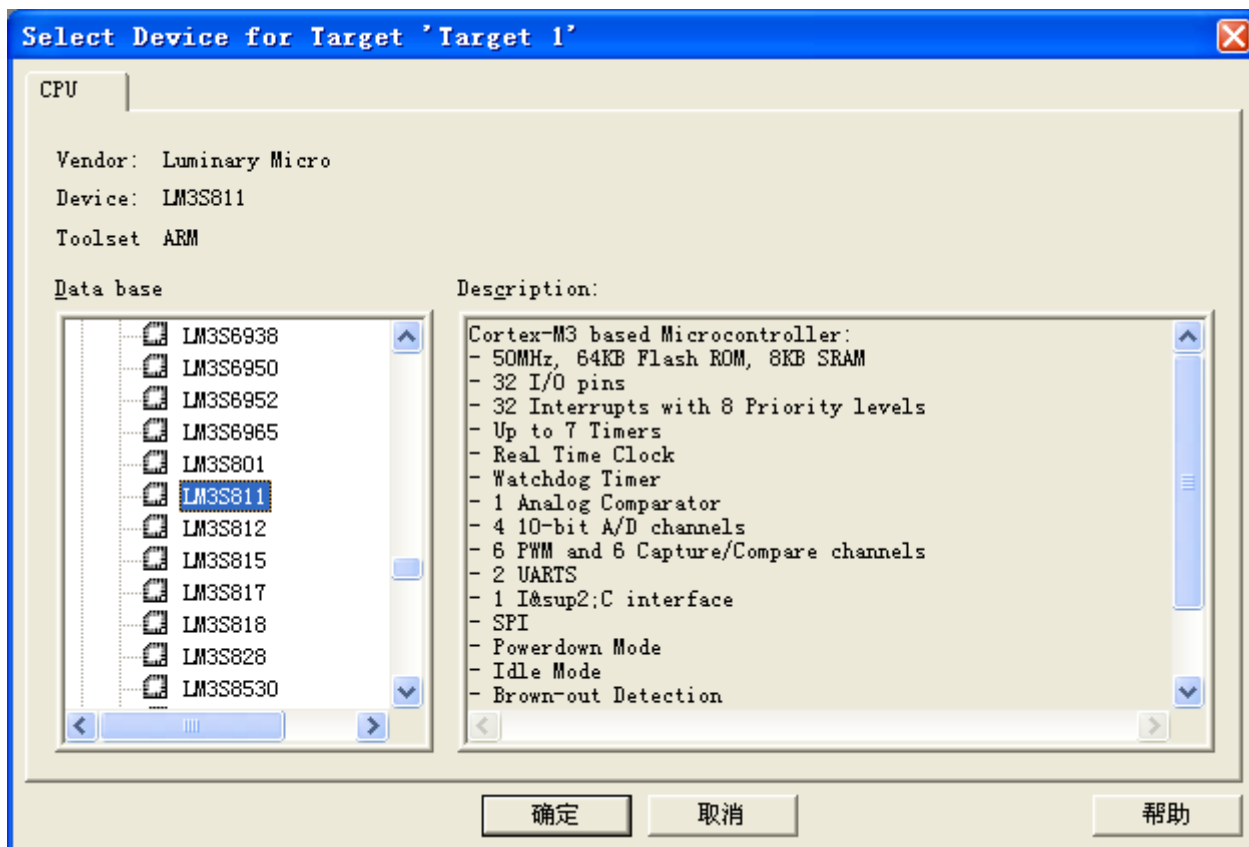 Select Device for Target 'Target 1'
CPU
Vendor: Luminary Micro
Device: LM3S811
Toolset ARM
Data base
Description:
LM3S6938
LM3S6950
LM3S6952
LM3S6965
LM3S801
LM3S811
LM3S812
LM3S815
LM3S817
LM3S818
LM3S828
LM3S8530
Cortex-M3 based Microcontroller:
- 50MHz, 64KB Flash ROM, 8KB SRAM
- 32 I/O pins
- 32 Interrupts with 8 Priority levels
- Up to 7 Timers
- Real Time Clock
- Watchdog Timer
- 1 Analog Comparator
- 4 10-bit A/D channels
- 6 PWM and 6 Capture/Compare channels
- 2 UARTS
- 1 I&sup2;C interface
- SPI
- Powerdown Mode
- Idle Mode
- Brown-out Detection
确定
取消
帮助